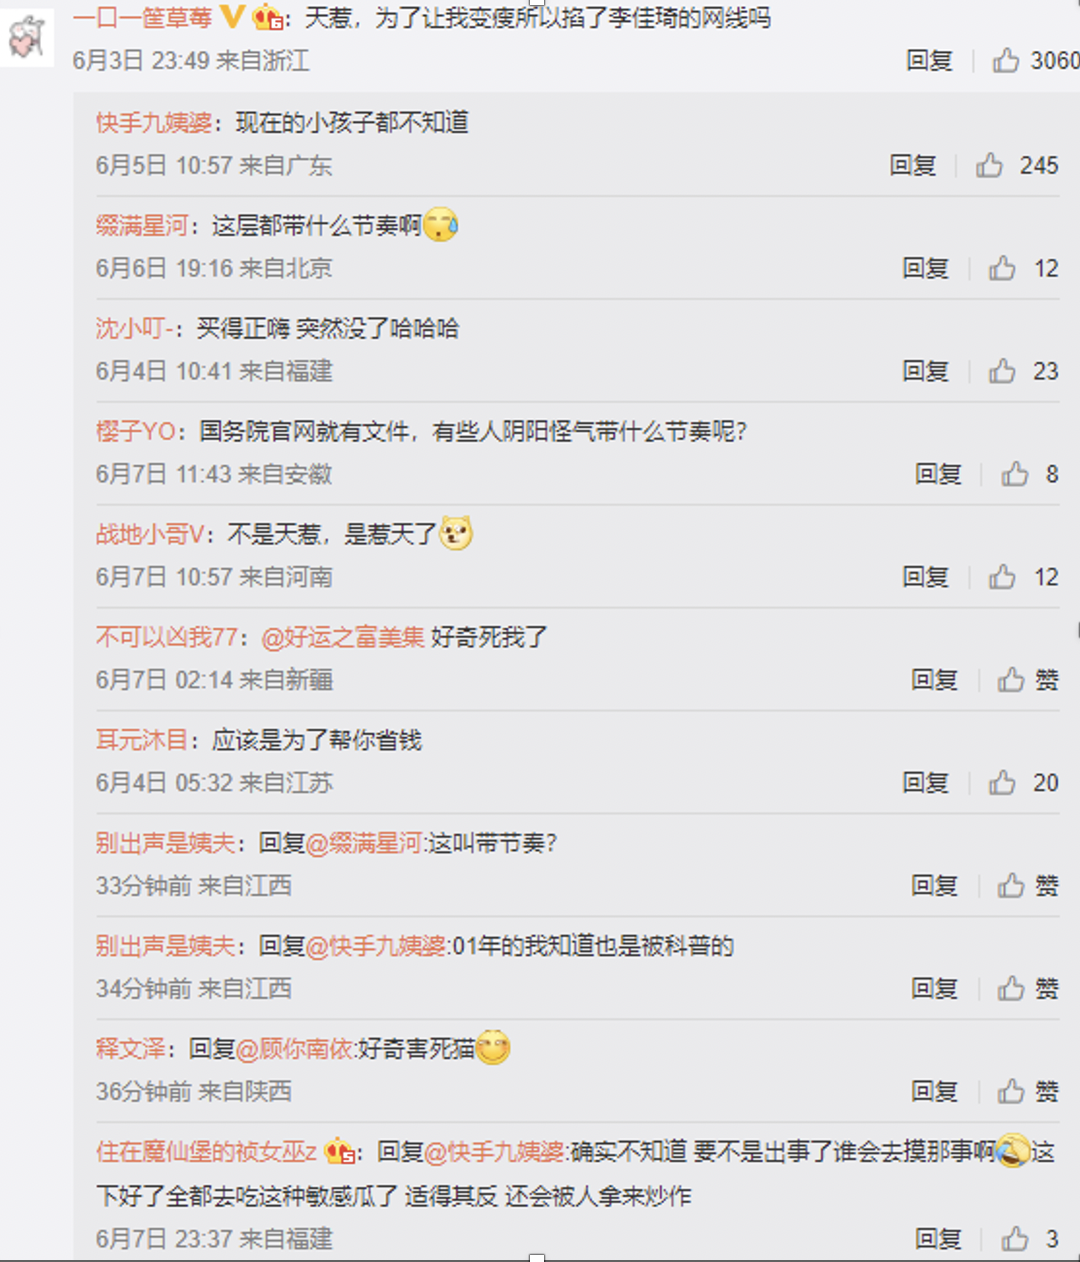 一口一筐草莓：天惹，为了让我变瘦所以掐了李佳琦的网线吗
6月3日 23:49 来自浙江 回复 3060
快手九姨婆：现在的小孩子都不知道
6月5日 10:57 来自广东 回复 245
缀满星河：这层都带什么节奏啊
6月6日 19:16 来自北京 回复 12
沈小叮-：买得正嗨 突然没了哈哈哈
6月4日 10:41 来自福建 回复 23
樱子YO：国务院官网就有文件，有些人阴阳怪气带什么节奏呢？
6月7日 11:43 来自安徽 回复 8
战地小哥V：不是天惹，是惹天了
6月7日 10:57 来自河南 回复 12
不可以凶我77：@好运之富美集 好奇死我了
6月7日 02:14 来自新疆 回复 赞
耳元沐目：应该是为了帮你省钱
6月4日 05:32 来自江苏 回复 20
别出声是姨夫：回复@缀满星河:这叫带节奏？
33分钟前 来自江西 回复 赞
别出声是姨夫：回复@快手九姨婆:01年的我知道也是被科普的
34分钟前 来自江西 回复 赞
释文泽：回复@顾你南依:好奇害死猫
36分钟前 来自陕西 回复 赞
住在魔仙堡的祯女巫z：回复@快手九姨婆:确实不知道 要不是出事了谁会去摸那事啊这
下好了全都去吃这种敏感瓜了 适得其反 还会被人拿来炒作
6月7日 23:37 来自福建 回复 3